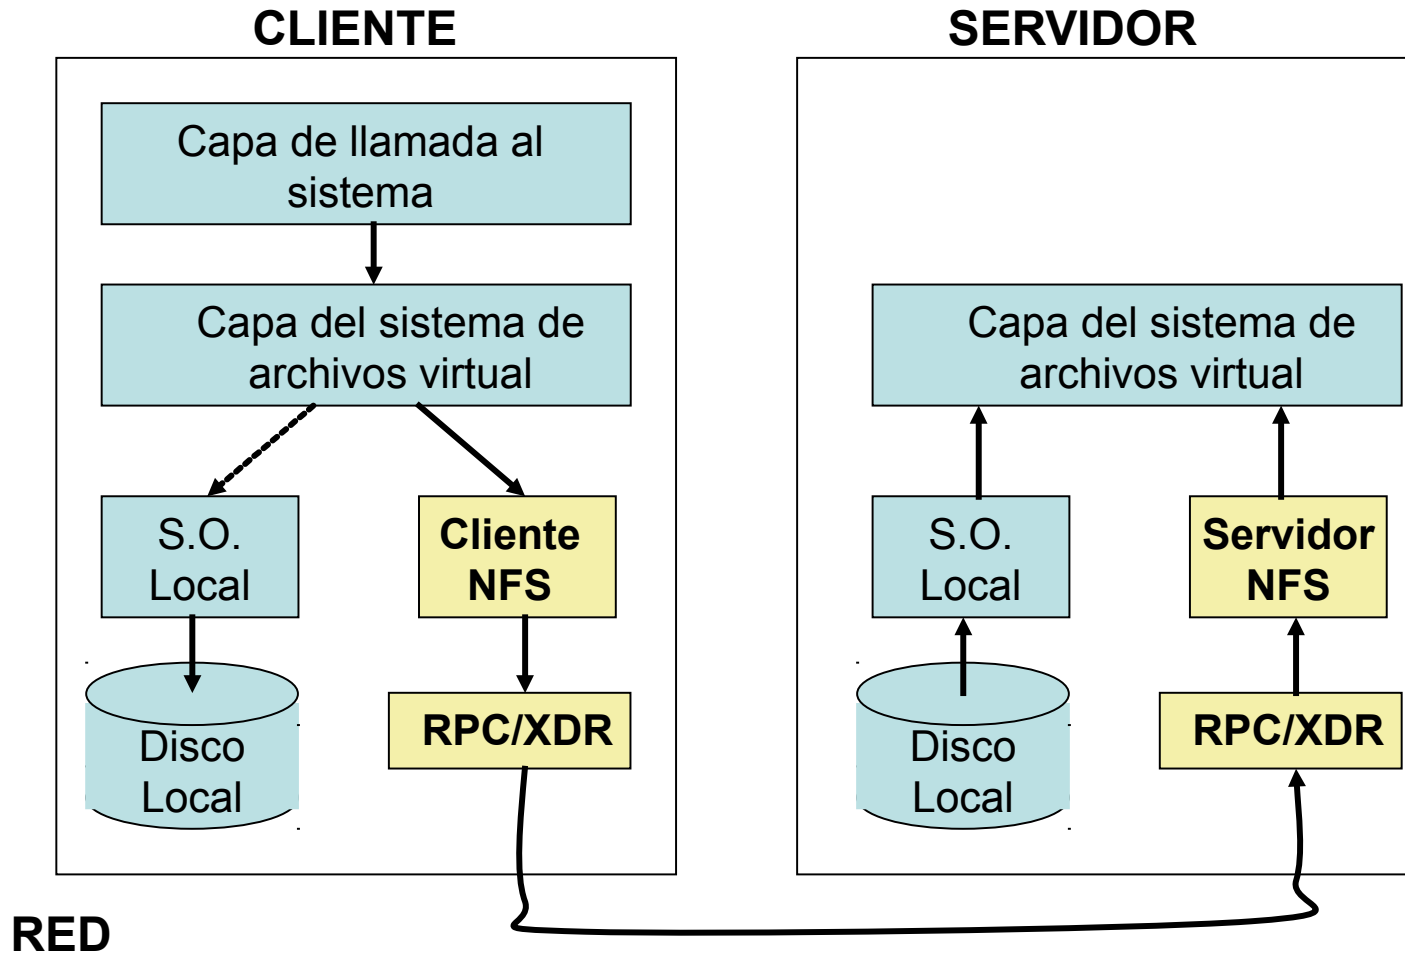 CLIENTE
SERVIDOR
Capa de llamada al
sistema
Capa del sistema de
archivos virtual
Capa del sistema de
archivos virtual
S.O.
Local
Cliente
NFS
S.O.
Local
Servidor
NFS
Disco
Local
RPC/XDR
Disco
Local
RPC/XDR
RED